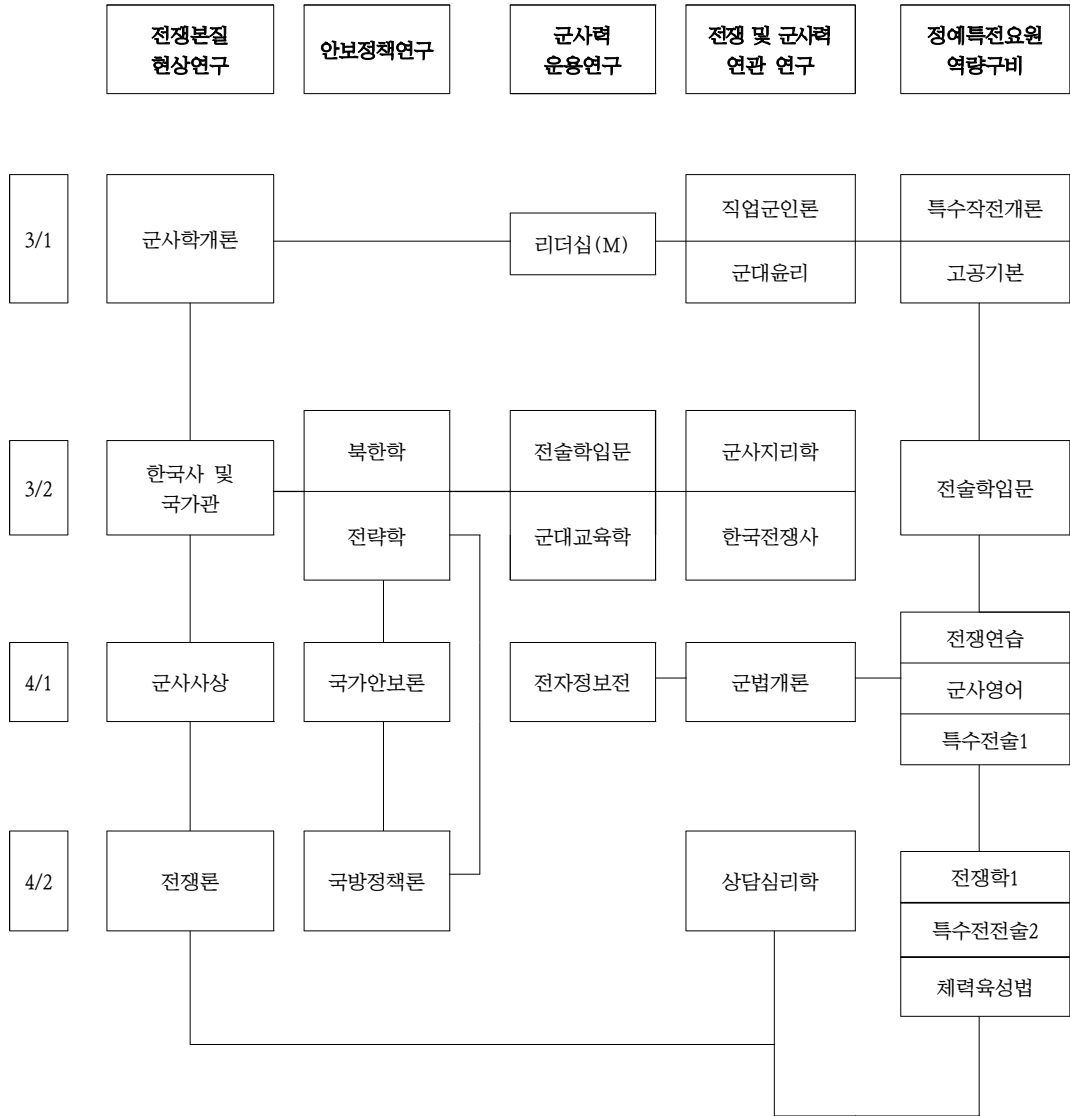 전쟁본질
현상연구
안보정책연구
군사력
운용연구
전쟁 및 군사력
연관 연구
정예특전요원
역량구비
3/1
군사학개론
리더십(M)
직업군인론
군대윤리
특수작전개론
고공기본
3/2
한국사 및
국가관
북한학
전략학
전술학입문
군대교육학
군사지리학
한국전쟁사
전술학입문
4/1
군사사상
국가안보론
전자정보전
군법개론
전쟁연습
군사영어
특수전술1
4/2
전쟁론
국방정책론
상담심리학
전쟁학1
특수전전술2
체력육성법